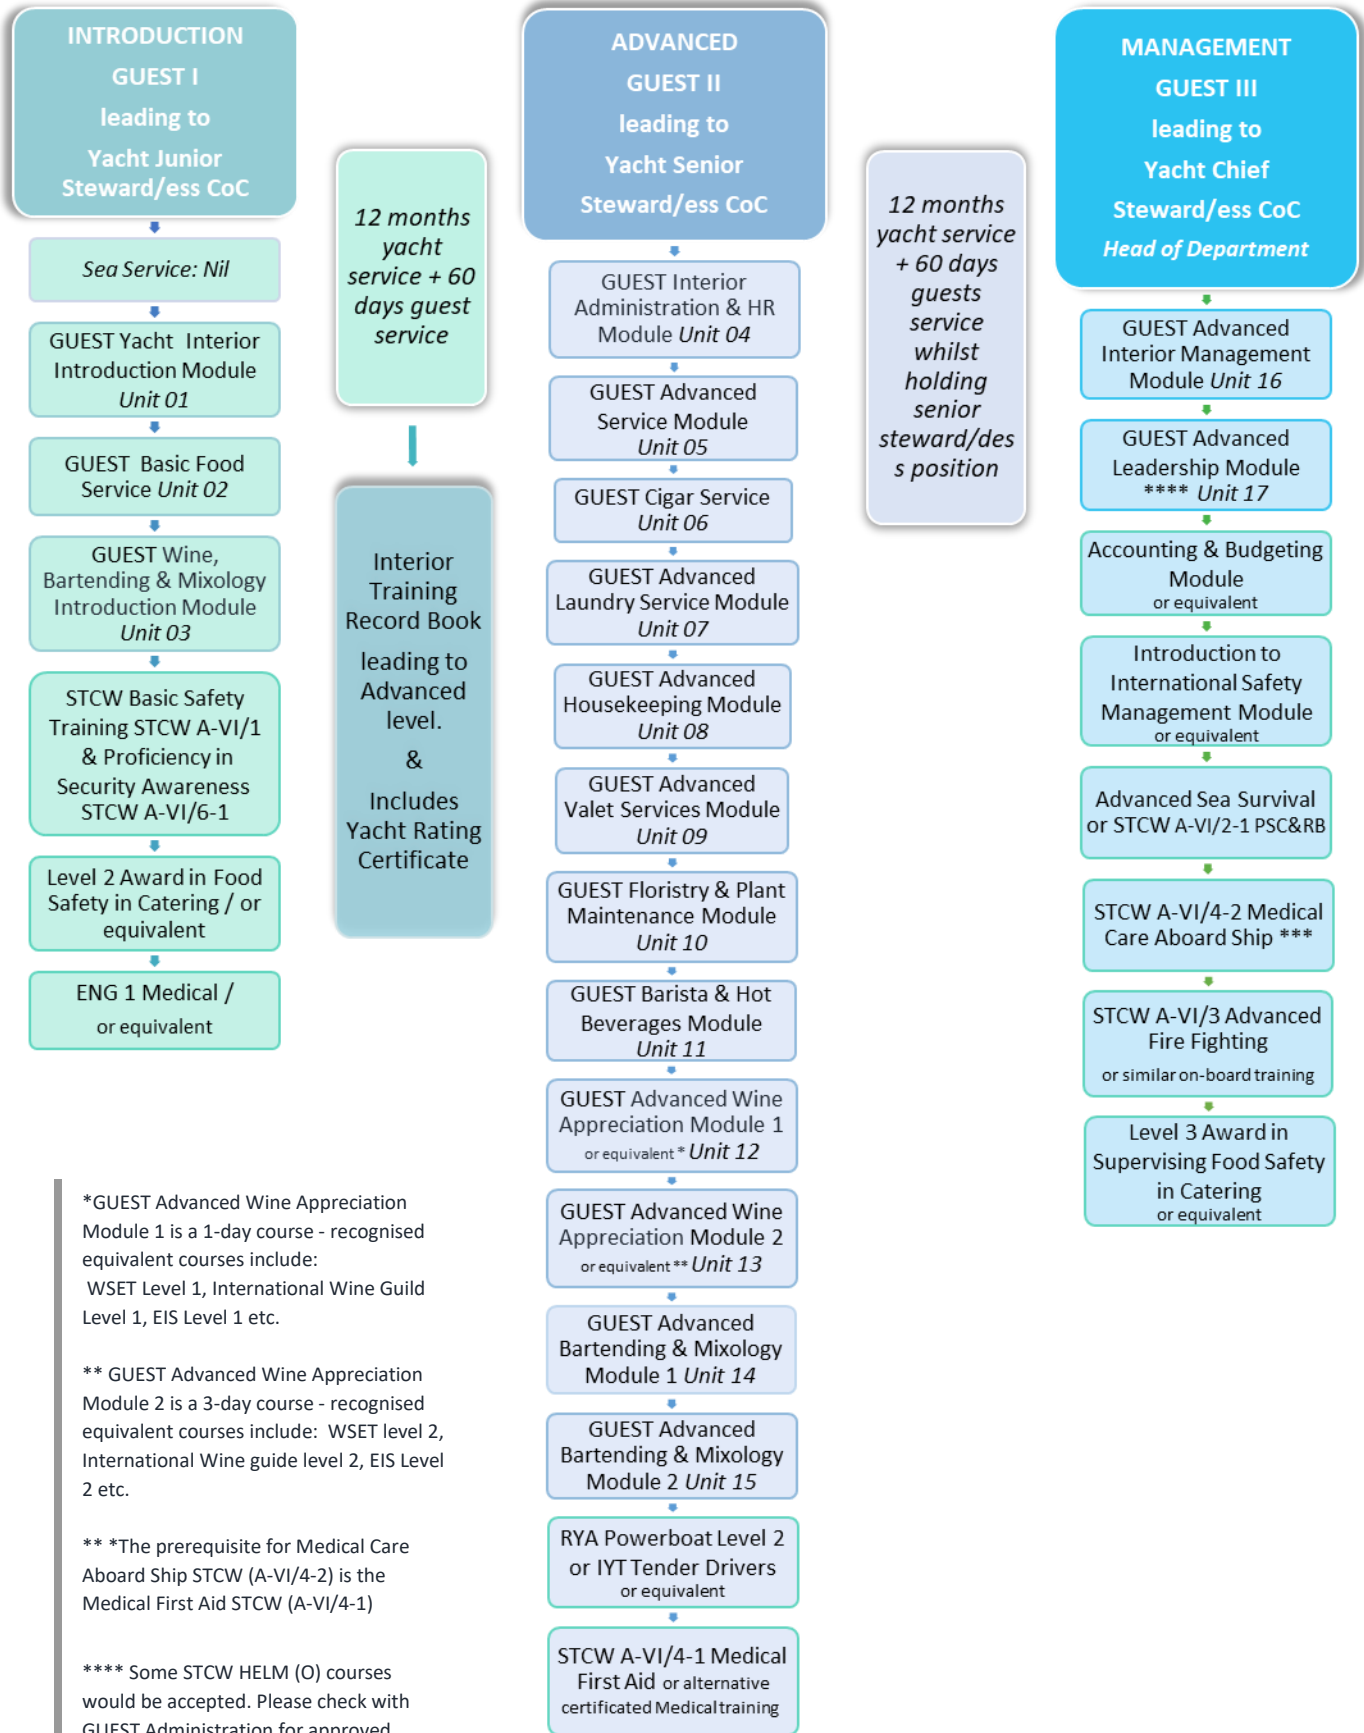 INTRODUCTION
GUEST I
leading to
Yacht Junior
Steward/ess CoC
Sea Service: Nil
GUEST Yacht Interior
Introduction Module
Unit 01
GUEST Basic Food
Service Unit 02
GUEST Wine,
Bartending & Mixology
Introduction Module
Unit 03
STCW Basic Safety
Training STCW A-VI/1
& Proficiency in
Security Awareness
STCW A-VI/6-1
Level 2 Award in Food
Safety in Catering / or
equivalent
ENG 1 Medical /
or equivalent
12 months
yacht
service + 60
days guest
service
Interior
Training
Record Book
leading to
Advanced
level.
&
Includes
Yacht Rating
Certificate
ADVANCED
GUEST II
leading to
Yacht Senior
Steward/ess CoC
GUEST Interior
Administration & HR
Module Unit 04
GUEST Advanced
Service Module
Unit 05
GUEST Cigar Service
Unit 06
GUEST Advanced
Laundry Service Module
Unit 07
GUEST Advanced
Housekeeping Module
Unit 08
GUEST Advanced
Valet Services Module
Unit 09
GUEST Floristry & Plant
Maintenance Module
Unit 10
GUEST Barista & Hot
Beverages Module
Unit 11
GUEST Advanced Wine
Appreciation Module 1
or equivalent * Unit 12
GUEST Advanced Wine
Appreciation Module 2
or equivalent ** Unit 13
GUEST Advanced
Bartending & Mixology
Module 1 Unit 14
GUEST Advanced
Bartending & Mixology
Module 2 Unit 15
RYA Powerboat Level 2
or IYT Tender Drivers
or equivalent
STCW A-VI/4-1 Medical
First Aid or alternative
certificated Medical training
12 months
yacht service
+ 60 days
guests
service
whilst
holding
senior
steward/des
s position
MANAGEMENT
GUEST III
leading to
Yacht Chief
Steward/ess CoC
Head of Department
GUEST Advanced
Interior Management
Module Unit 16
GUEST Advanced
Leadership Module
**** Unit 17
Accounting & Budgeting
Module
or equivalent
Introduction to
International Safety
Management Module
or equivalent
Advanced Sea Survival
or STCW A-VI/2-1 PSC&RB
STCW A-VI/4-2 Medical
Care Aboard Ship ***
STCW A-VI/3 Advanced
Fire Fighting
or similar on-board training
Level 3 Award in
Supervising Food Safety
in Catering
or equivalent
*GUEST Advanced Wine Appreciation
Module 1 is a 1-day course - recognised
equivalent courses include:
WSET Level 1, International Wine Guild
Level 1, EIS Level 1 etc.
** GUEST Advanced Wine Appreciation
Module 2 is a 3-day course - recognised
equivalent courses include: WSET level 2,
International Wine guide level 2, EIS Level
2 etc.
** *The prerequisite for Medical Care
Aboard Ship STCW (A-VI/4-2) is the
Medical First Aid STCW (A-VI/4-1)
**** Some STCW HELM (O) courses
would be accepted. Please check with
GUEST Administration for approved